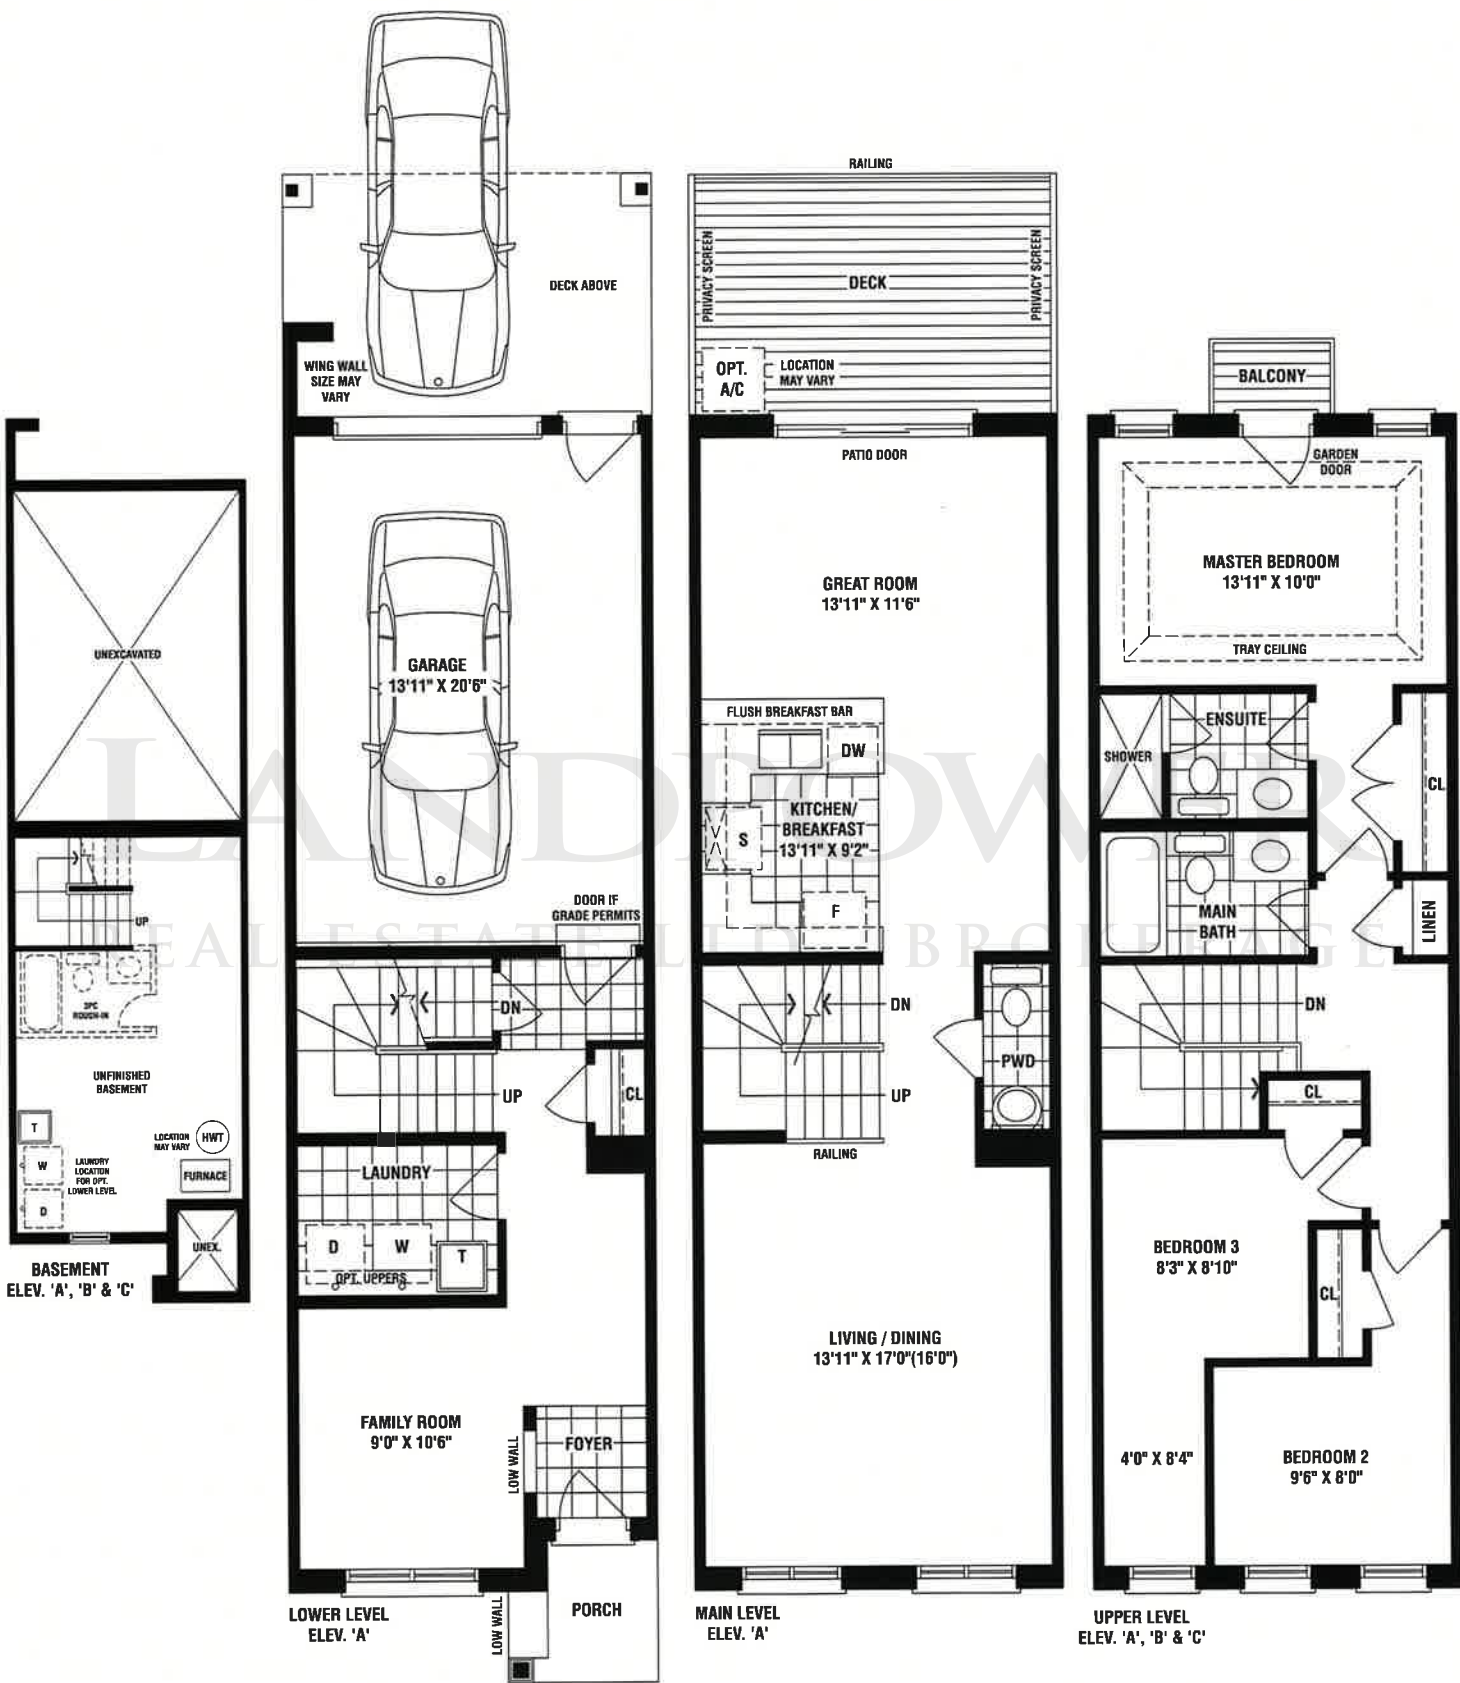 UNEXCAVATED
UP
3PC
ROUGH-IN
UNFINISHED
BASEMENT
T
W
D
LAUNDRY
LOCATION
FOR OPT.
LOWER LEVEL
LOCATION
MAY VARY
HWT
FURNACE
UNEX.
BASEMENT
ELEV. 'A', 'B' & 'C'
DECK ABOVE
WING WALL
SIZE MAY
VARY
GARAGE
13'11" X 20'6"
DOOR IF
GRADE PERMITS
DN
UP
CL
LAUNDRY
D
W
T
OPT. UPPERS
FAMILY ROOM
9'0" X 10'6"
LOW WALL
FOYER
LOW WALL
PORCH
LOWER LEVEL
ELEV. 'A'
RAILING
PRIVACY SCREEN
DECK
PRIVACY SCREEN
OPT.
A/C
LOCATION
MAY VARY
PATIO DOOR
GREAT ROOM
13'11" X 11'6"
FLUSH BREAKFAST BAR
DW
KITCHEN/
BREAKFAST
13'11" X 9'2"
S
F
DN
UP
PWD
RAILING
LIVING / DINING
13'11" X 17'0"(16'0")
MAIN LEVEL
ELEV. 'A'
BALCONY
GARDEN
DOOR
MASTER BEDROOM
13'11" X 10'0"
TRAY CEILING
ENSUITE
SHOWER
CL
MAIN
BATH
LINEN
DN
CL
BEDROOM 3
8'3" X 8'10"
CL
4'0" X 8'4"
BEDROOM 2
9'6" X 8'0"
UPPER LEVEL
ELEV. 'A', 'B' & 'C'
LANDPOWER
REAL ESTATE LTD. BROKERAGE